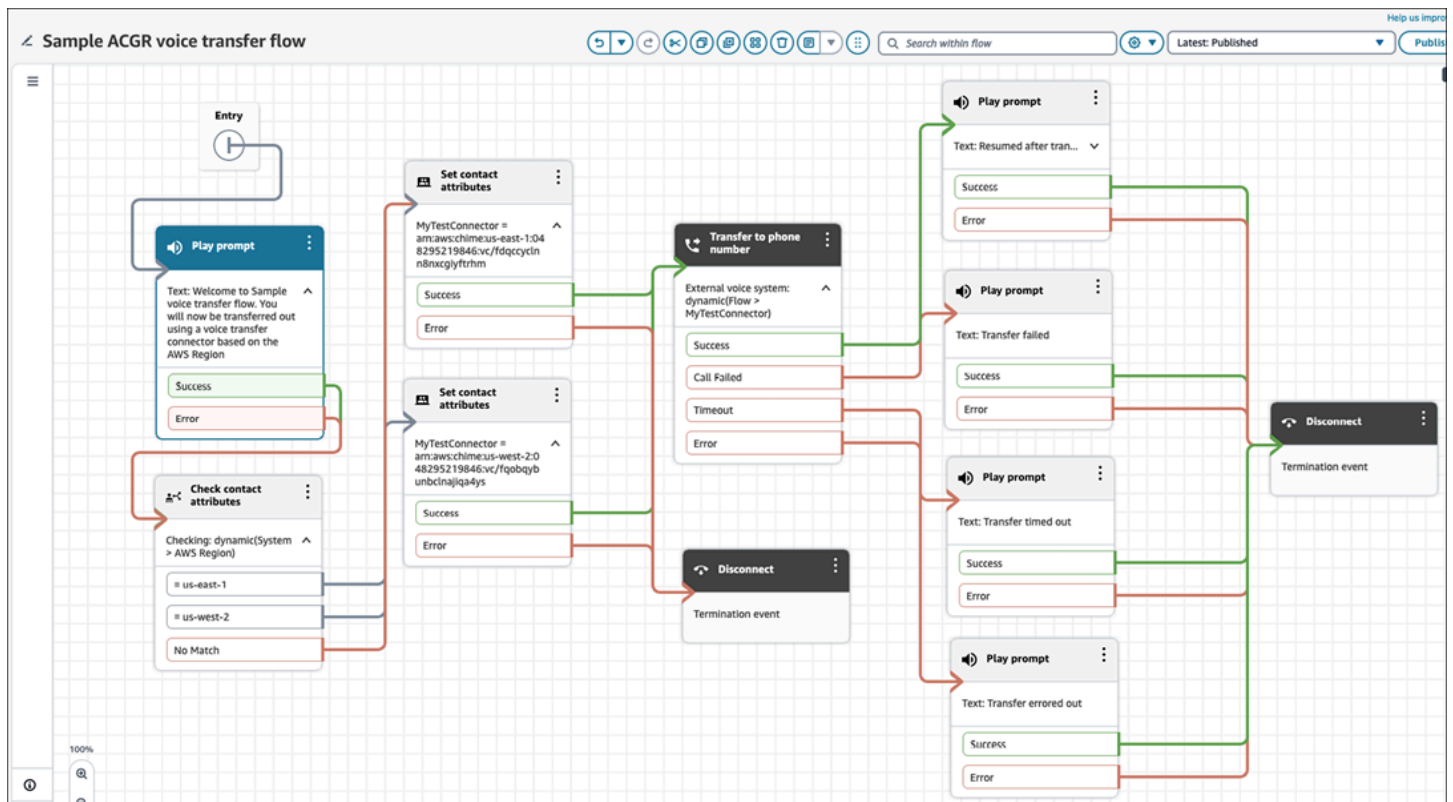 Help us impro
Sample ACGR voice transfer flow
Search within flow
Latest: Published
Publis
Entry
Play prompt
Text: Welcome to Sample
voice transfer flow. You
will now be transferred out
using a voice transfer
connector based on the
AWS Region
Success
Error
Check contact
attributes
Checking: dynamic(System
> AWS Region)
= us-east-1
= us-west-2
No Match
Set contact
attributes
MyTestConnector =
arn:aws:chime:us-east-1:04
8295219846:vc/fdqccycln
n8nxcgiyftrhm
Success
Error
Set contact
attributes
MyTestConnector =
arn:aws:chime:us-west-2:0
48295219846:vc/fqobqyb
unbclnajiqa4ys
Success
Error
Transfer to phone
number
External voice system:
dynamic(Flow >
MyTestConnector)
Success
Call Failed
Timeout
Error
Disconnect
Termination event
Play prompt
Text: Resumed after tran...
Success
Error
Play prompt
Text: Transfer failed
Success
Error
Play prompt
Text: Transfer timed out
Success
Error
Play prompt
Text: Transfer errored out
Success
Error
Disconnect
Termination event
100%